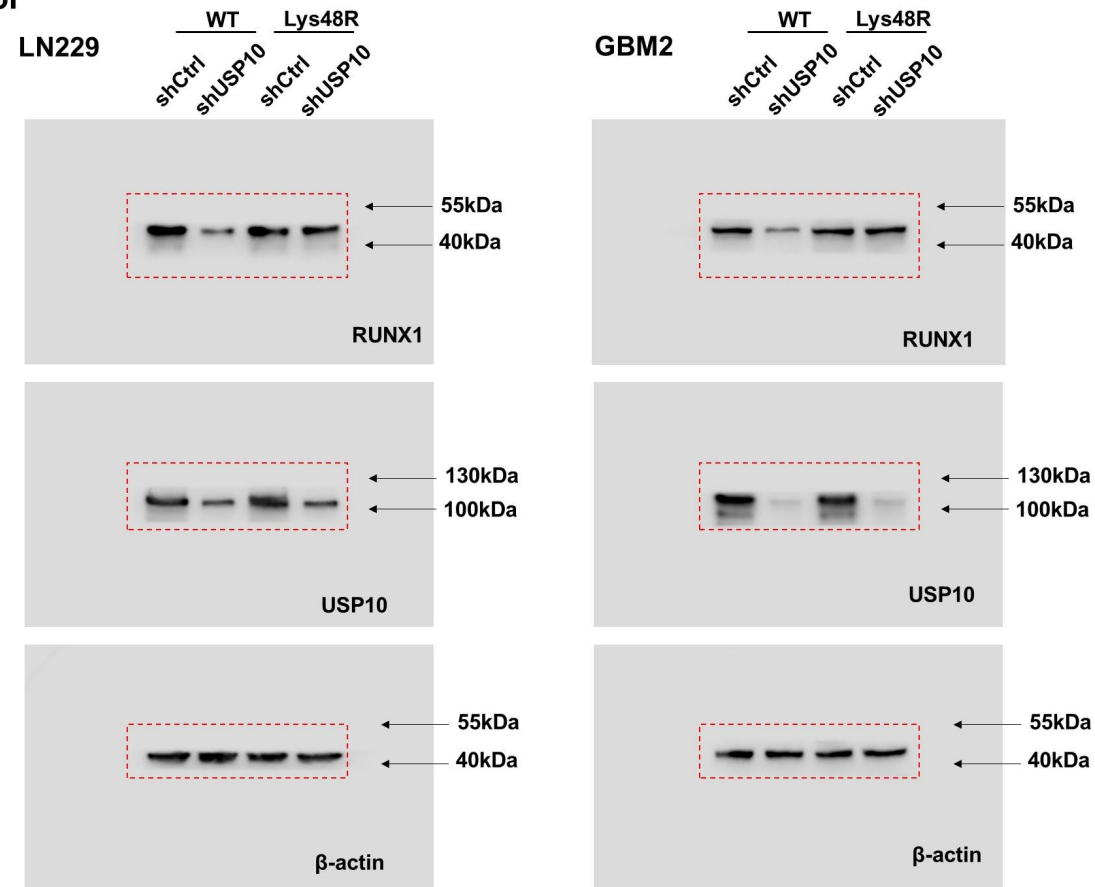 LN229
WT Lys48R
shCtrl shUSP10 shCtrl shUSP10
55kDa
40kDa
RUNX1
130kDa
100kDa
USP10
55kDa
40kDa
β-actin
GBM2
WT Lys48R
shCtrl shUSP10 shCtrl shUSP10
55kDa
40kDa
RUNX1
130kDa
100kDa
USP10
55kDa
40kDa
β-actin